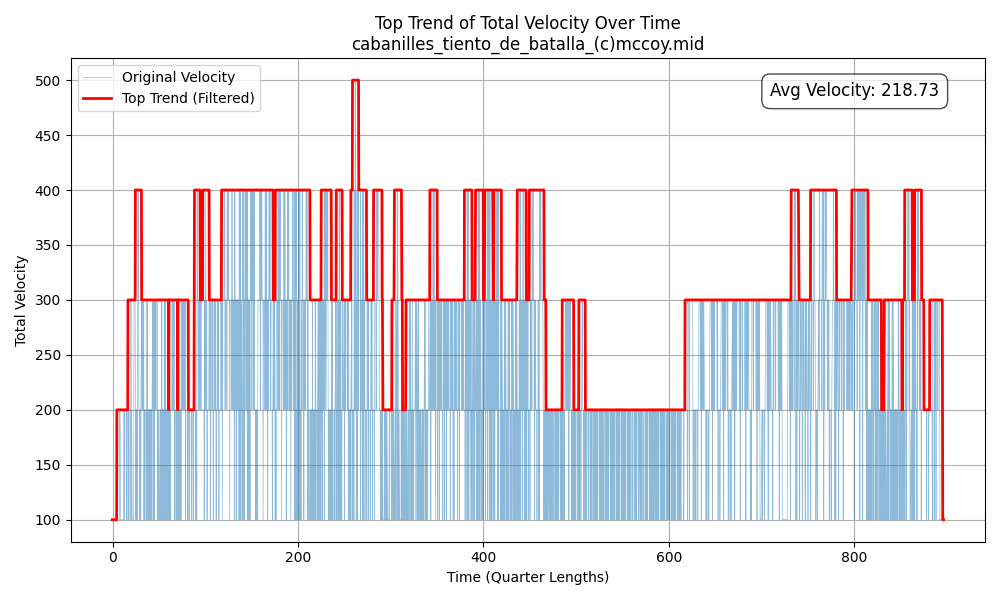 Top Trend of Total Velocity Over Time
cabanilles_tiento_de_batalla_(c)mccoy.mid
Original Velocity
Top Trend (Filtered)
Avg Velocity: 218.73
Total Velocity
500
450
400
350
300
250
200
150
100
0 200 400 600 800
Time (Quarter Lengths)